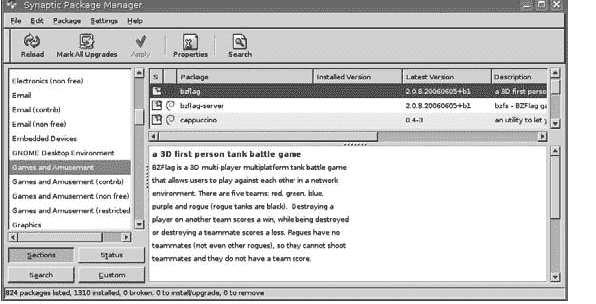 Synaptic Package Manager
File Edit Package Settings Help
Reload Mark All Upgrades Apply Properties Search
S Package Installed Version Latest Version Description
Electronics (non free)
Email
Email (contrib)
Email (non free)
Embedded Devices
GNOME Desktop Environment
Games and Amusement
Games and Amusement (contrib)
Games and Amusement (non free)
Games and Amusement (restricted
Graphics
Sections Status
Search Custom
bzflag 2.0.8.20060605+b1 a 3D first perso
bzflag-server 2.0.8.20060605+b1 bzfs - BZFlag ga
cappuccino 0.4-3 an utility to let y
a 3D first person tank battle game
BZFlag is a 3D multi-player multiplatform tank battle game
that allows users to play against each other in a network
environment. There are five teams: red, green, blue,
purple and rogue (rogue tanks are black). Destroying a
player on another team scores a win, while being destroyed
or destroying a teammate scores a loss. Rogues have no
teammates (not even other rogues), so they cannot shoot
teammates and they do not have a team score.
824 packages listed, 1310 installed, 0 broken. 0 to install/upgrade, 0 to remove